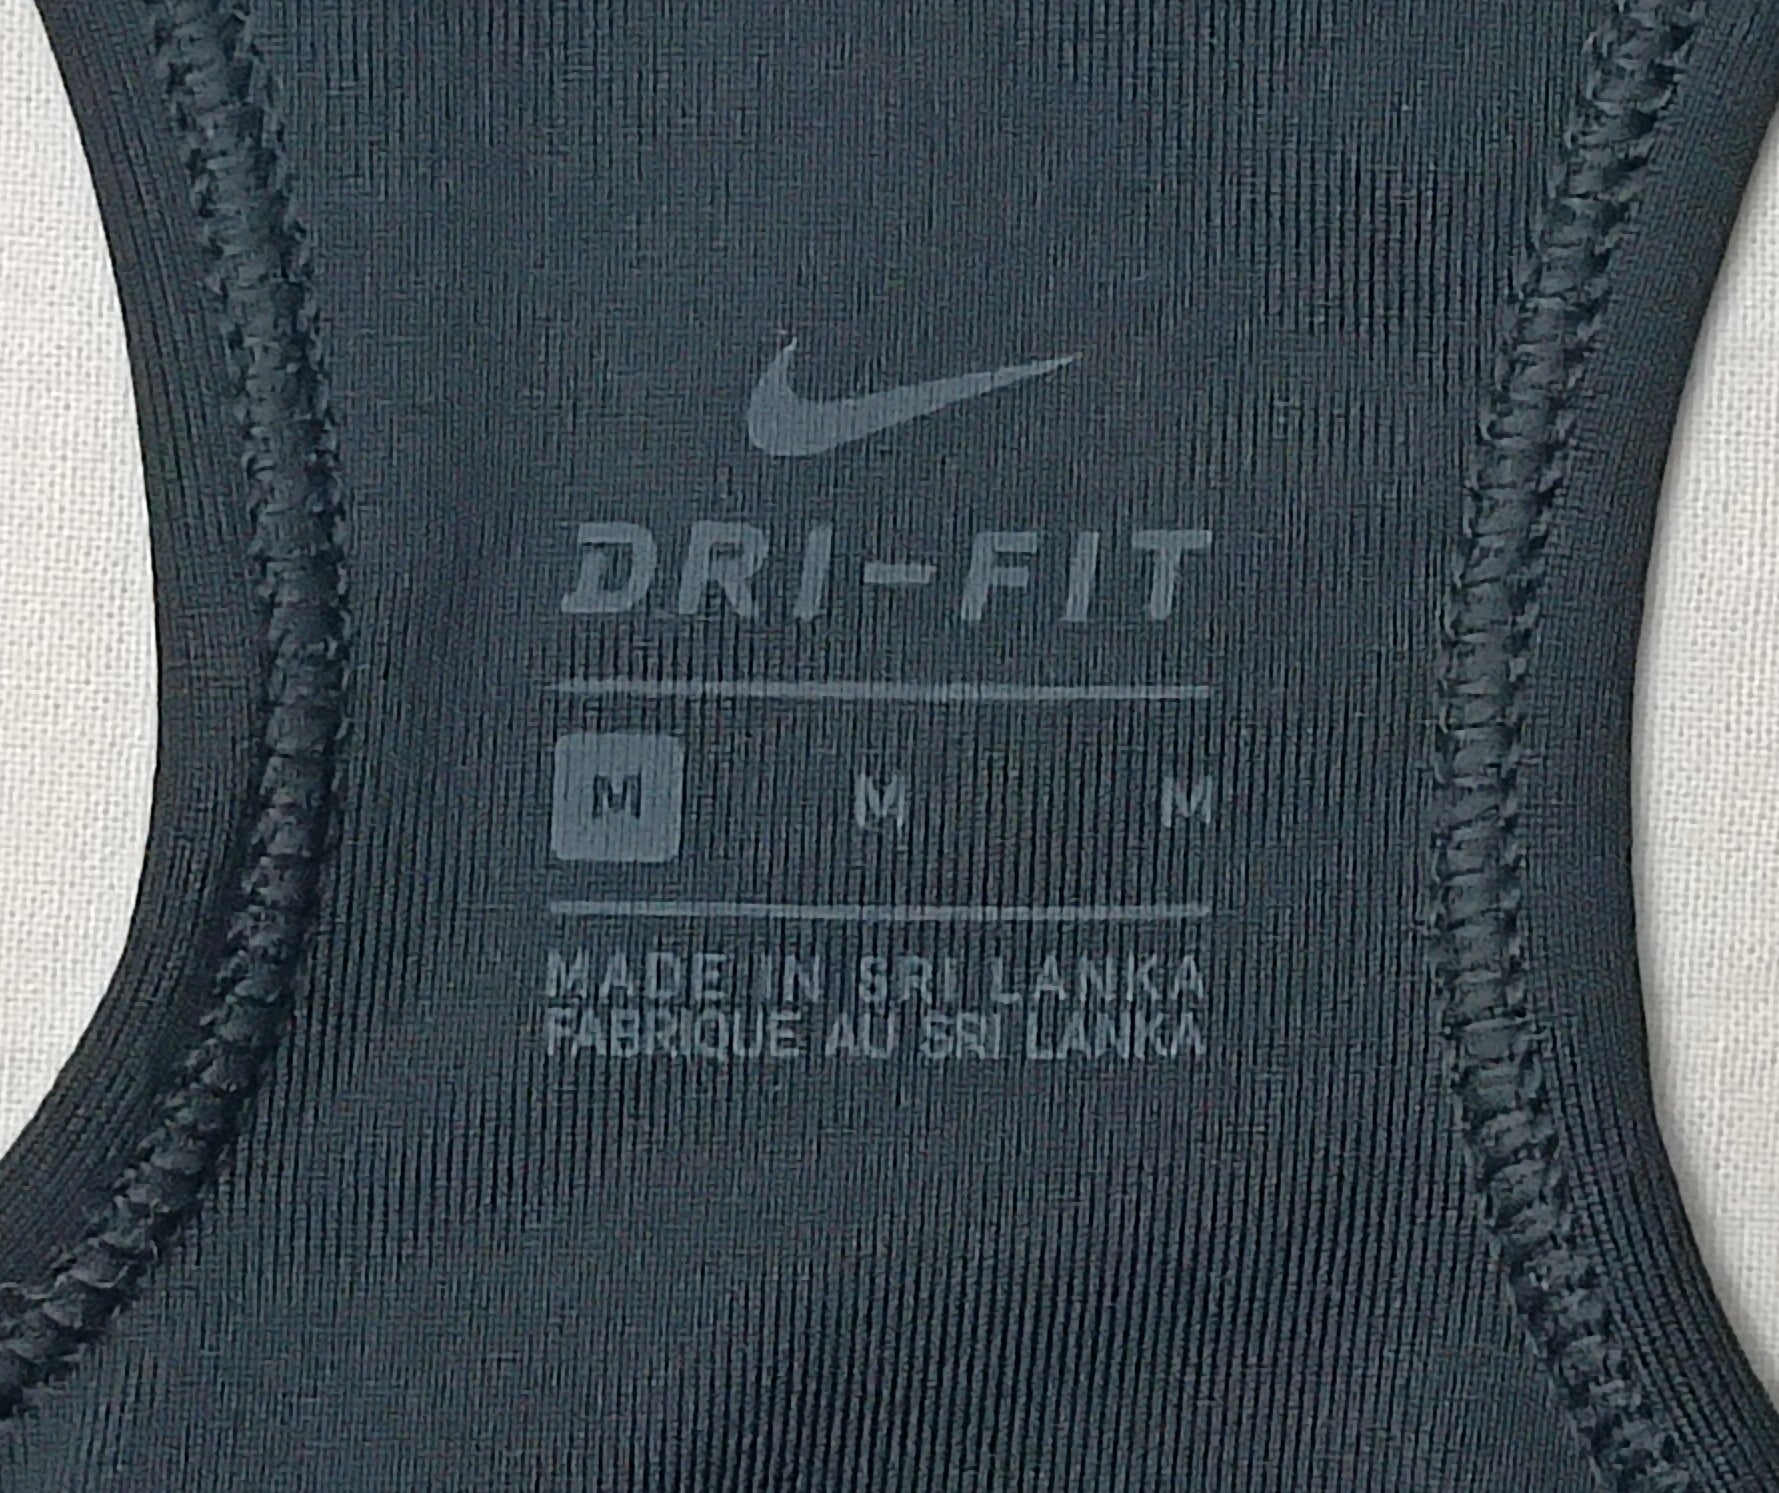 DRI-FIT
M M M
MADE IN SRI LANKA
FABRIQUE AU SRI LANKA